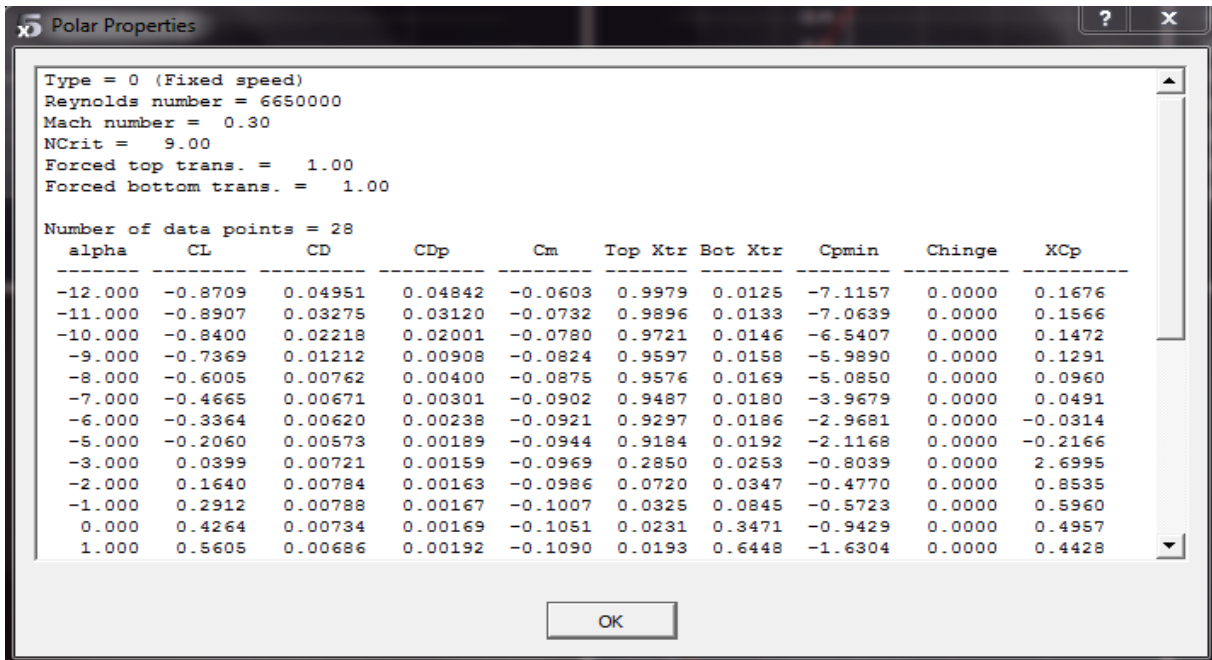 Polar Properties
Type = 0 (Fixed speed)
Reynolds number = 6650000
Mach number =  0.30
NCrit =   9.00
Forced top trans. =   1.00
Forced bottom trans. =   1.00
Number of data points = 28
alpha CL CD CDp Cm Top Xtr Bot Xtr Cpmin Chinge XCp
------- -------- --------- --------- -------- ------- ------- -------- --------- ---------
-12.000 -0.8709 0.04951 0.04842 -0.0603 0.9979 0.0125 -7.1157 0.0000 0.1676
-11.000 -0.8907 0.03275 0.03120 -0.0732 0.9896 0.0133 -7.0639 0.0000 0.1566
-10.000 -0.8400 0.02218 0.02001 -0.0780 0.9721 0.0146 -6.5407 0.0000 0.1472
-9.000 -0.7369 0.01212 0.00908 -0.0824 0.9597 0.0158 -5.9890 0.0000 0.1291
-8.000 -0.6005 0.00762 0.00400 -0.0875 0.9576 0.0169 -5.0850 0.0000 0.0960
-7.000 -0.4665 0.00671 0.00301 -0.0902 0.9487 0.0180 -3.9679 0.0000 0.0491
-6.000 -0.3364 0.00620 0.00238 -0.0921 0.9297 0.0186 -2.9681 0.0000 -0.0314
-5.000 -0.2060 0.00573 0.00189 -0.0944 0.9184 0.0192 -2.1168 0.0000 -0.2166
-3.000 0.0399 0.00721 0.00159 -0.0969 0.2850 0.0253 -0.8039 0.0000 2.6995
-2.000 0.1640 0.00784 0.00163 -0.0986 0.0720 0.0347 -0.4770 0.0000 0.8535
-1.000 0.2912 0.00788 0.00167 -0.1007 0.0325 0.0845 -0.5723 0.0000 0.5960
0.000 0.4264 0.00734 0.00169 -0.1051 0.0231 0.3471 -0.9429 0.0000 0.4957
1.000 0.5605 0.00686 0.00192 -0.1090 0.0193 0.6448 -1.6304 0.0000 0.4428
OK